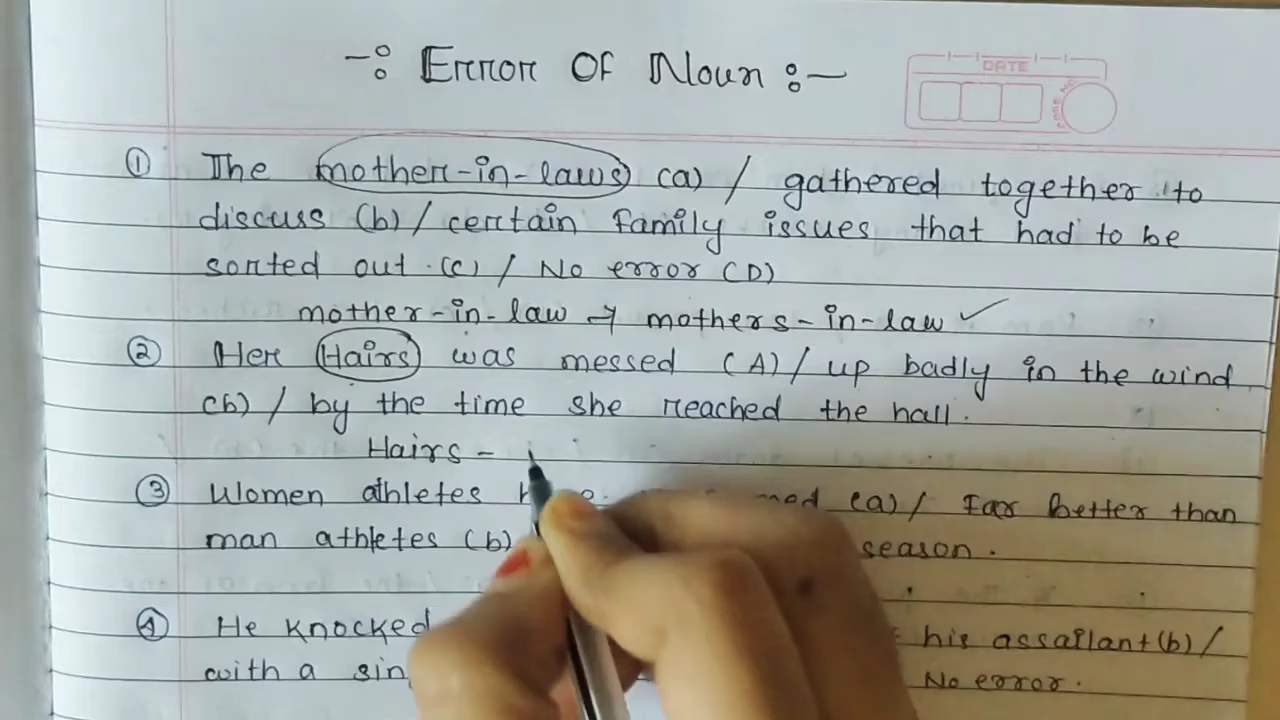 -: Error Of Noun :-
DATE
PAGE NO.
① The mother-in-laws (a) / gathered together to
discuss (b) / certain family issues that had to be
sorted out. (c) / No error (D)
mother-in-law → mothers-in-law ✓
② Her Hairs was messed (A) / up badly in the wind
(b) / by the time she reached the hall.
Hairs -
③ Women athletes (a) / far better than
man athletes (b) season.
④ He knocked his assailant (b) /
with a No error.